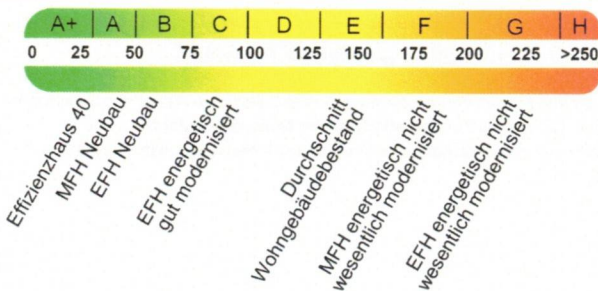 A+ A B C D E F G H
0 25 50 75 100 125 150 175 200 225 >250
Effizienzhaus 40
MFH Neubau
EFH Neubau
EFH energetisch
gut modernisiert
Durchschnitt
Wohngebäudebestand
MFH energetisch nicht
wesentlich modernisiert
EFH energetisch nicht
wesentlich modernisiert